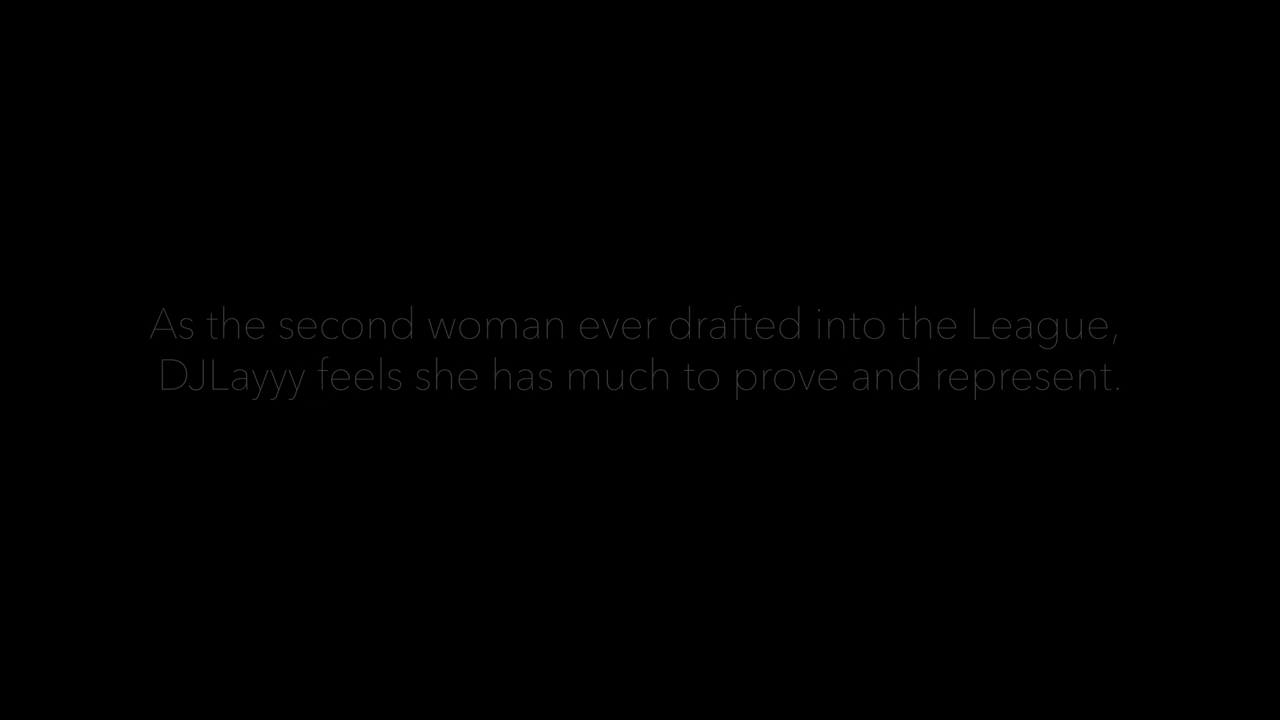 As the second woman ever drafted into the League,
DJLayyy feels she has much to prove and represent.